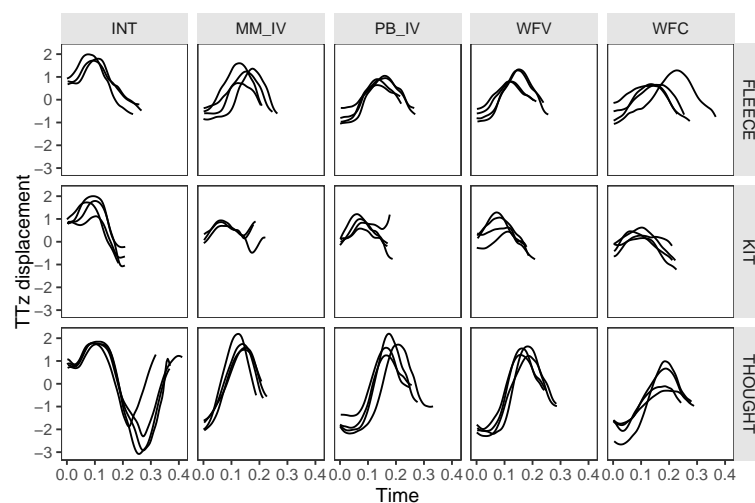 INT MM_IV PB_IV WFV WFC
2
1
0
−1
−2
−3
FLEECE
2
1
0
−1
−2
−3
KIT
2
1
0
−1
−2
−3
THOUGHT
TTz displacement
0.0 0.1 0.2 0.3 0.4 0.0 0.1 0.2 0.3 0.4 0.0 0.1 0.2 0.3 0.4 0.0 0.1 0.2 0.3 0.4 0.0 0.1 0.2 0.3 0.4
Time